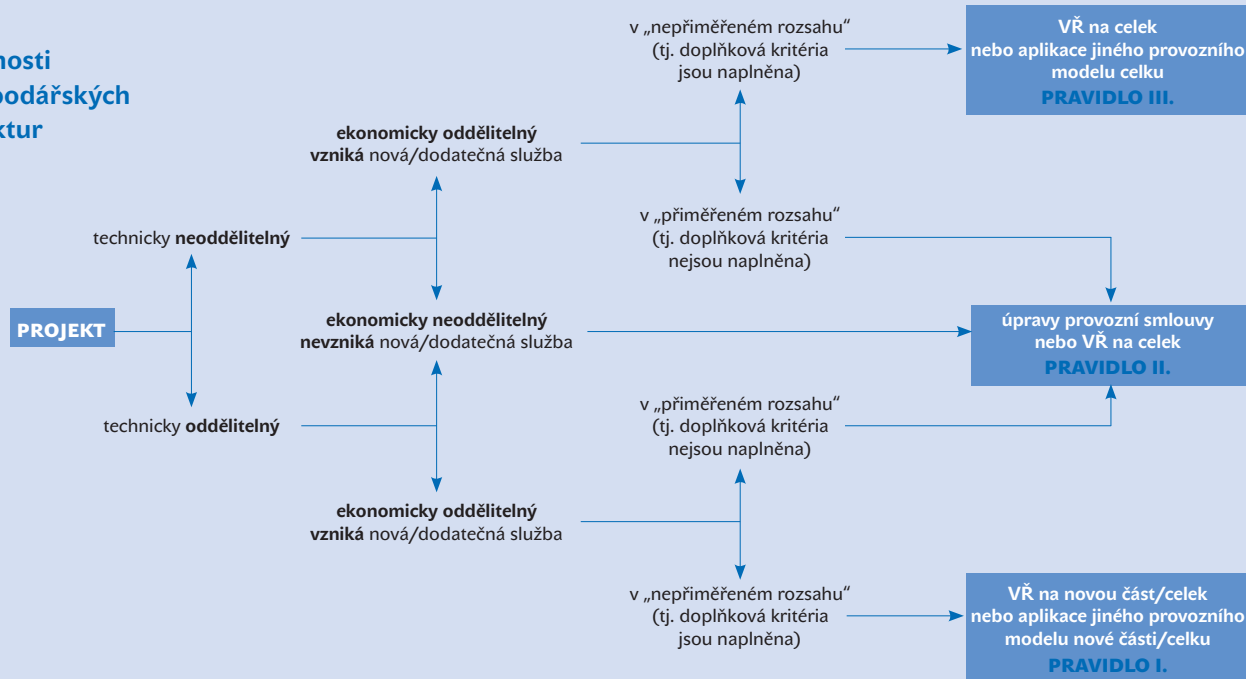 nosti
podářských
ktur
v „nepřiměřeném rozsahu“
(tj. doplňková kritéria
jsou naplněna)
VŘ na celek
nebo aplikace jiného provozního
modelu celku
PRAVIDLO III.
ekonomicky oddělitelný
vzniká nová/dodatečná služba
v „přiměřeném rozsahu“
(tj. doplňková kritéria
nejsou naplněna)
technicky neoddělitelný
PROJEKT
ekonomicky neoddělitelný
nevzniká nová/dodatečná služba
úpravy provozní smlouvy
nebo VŘ na celek
PRAVIDLO II.
technicky oddělitelný
v „přiměřeném rozsahu“
(tj. doplňková kritéria
nejsou naplněna)
ekonomicky oddělitelný
vzniká nová/dodatečná služba
v „nepřiměřeném rozsahu“
(tj. doplňková kritéria
jsou naplněna)
VŘ na novou část/celek
nebo aplikace jiného provozního
modelu nové části/celku
PRAVIDLO I.